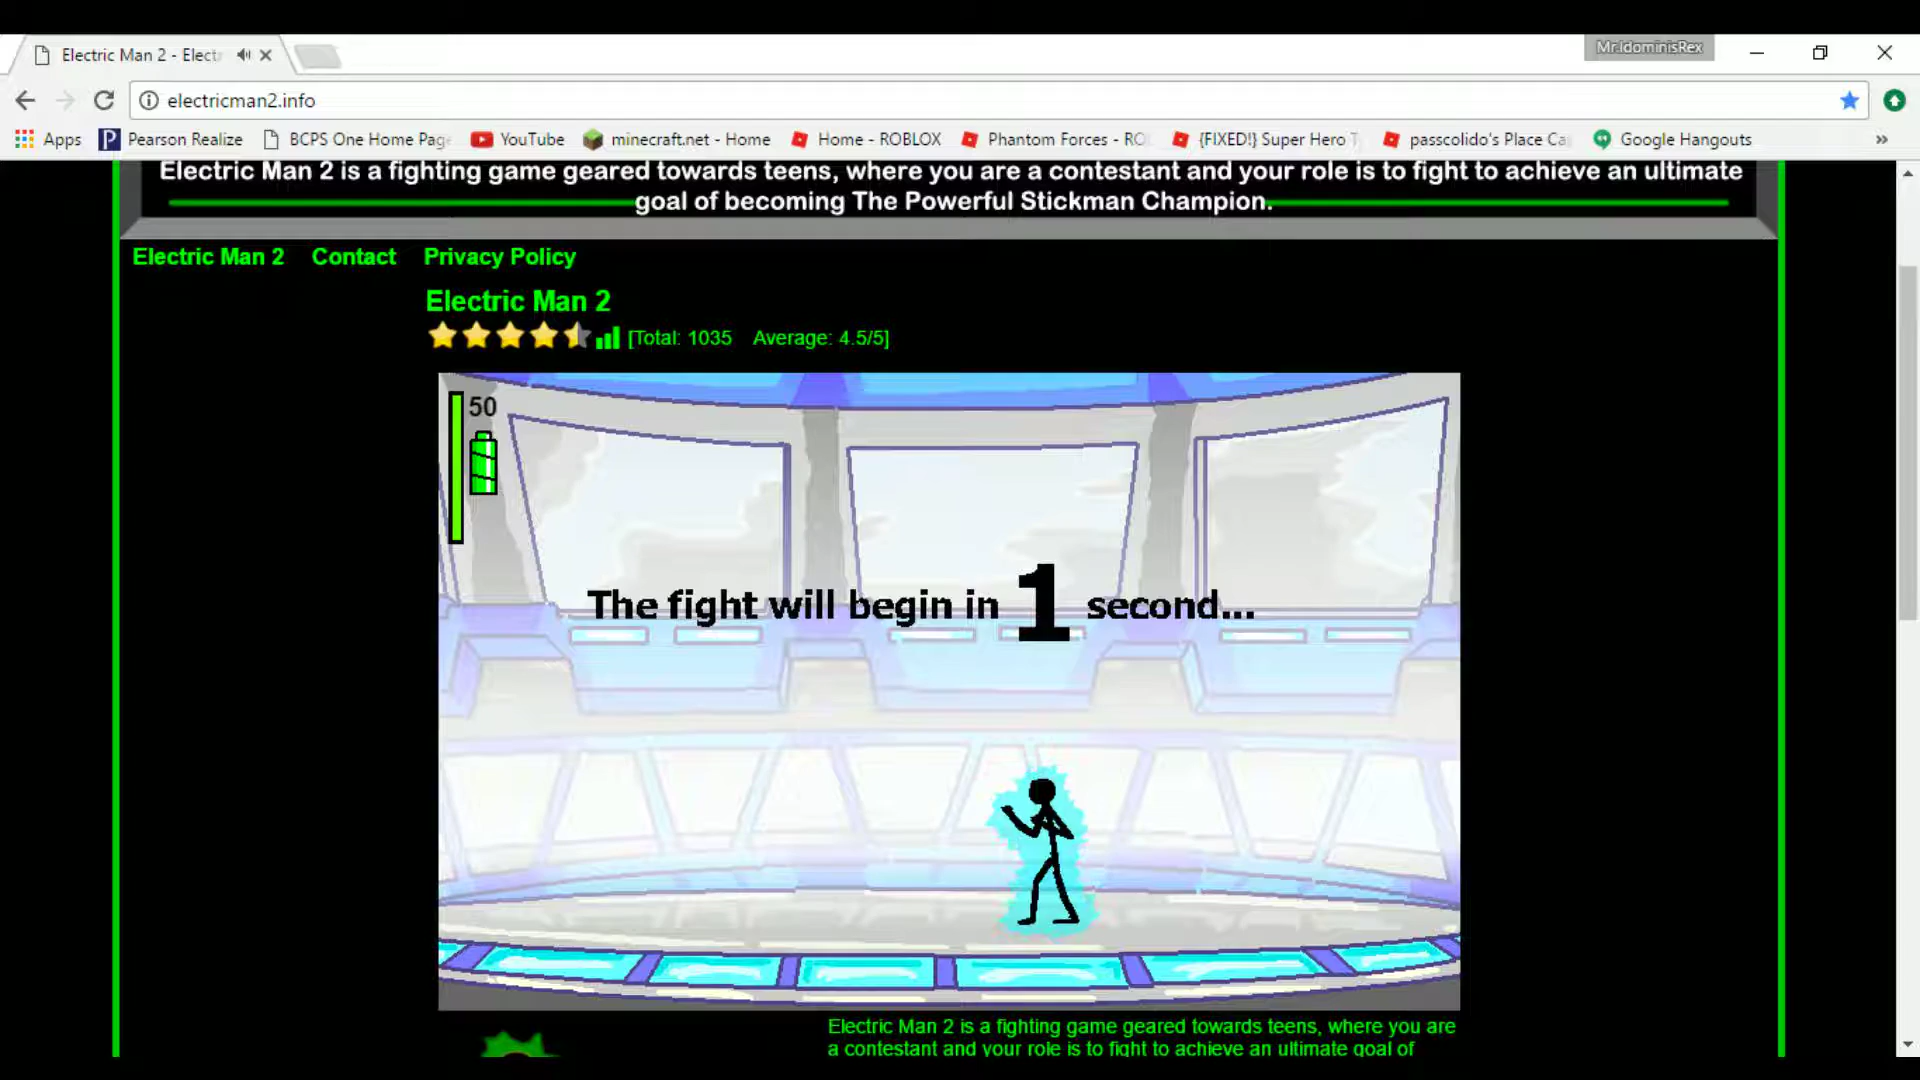 Electric Man 2 - Elect
Mr.IdominisRex
electricman2.info
Apps Pearson Realize BCPS One Home Page YouTube minecraft.net - Home Home - ROBLOX Phantom Forces - RO {FIXED!} Super Hero T passcolido's Place Ca Google Hangouts »
Electric Man 2 is a fighting game geared towards teens, where you are a contestant and your role is to fight to achieve an ultimate
goal of becoming The Powerful Stickman Champion.
Electric Man 2 Contact Privacy Policy
Electric Man 2
[Total: 1035 Average: 4.5/5]
50
The fight will begin in 1 second...
Electric Man 2 is a fighting game geared towards teens, where you are
a contestant and your role is to fight to achieve an ultimate goal of